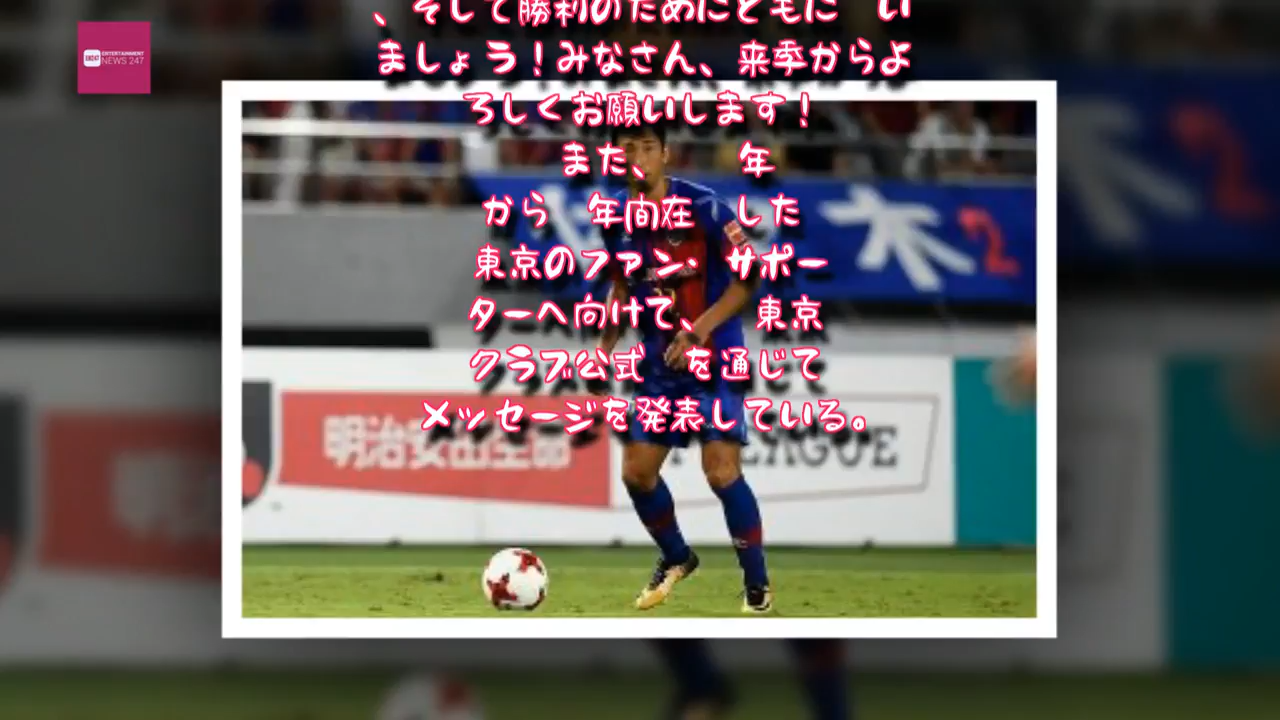 、そして勝利のためにともに　い
ましょう！みなさん、来季からよ
ろしくお願いします！
また、　　年
から　年間在　した
東京のファン・サポー
ターへ向けて、　東京
クラブ公式　を通じて
メッセージを発表している。
ENTERTAINMENT
NEWS 247
木2
明治安田生命
LEAGUE